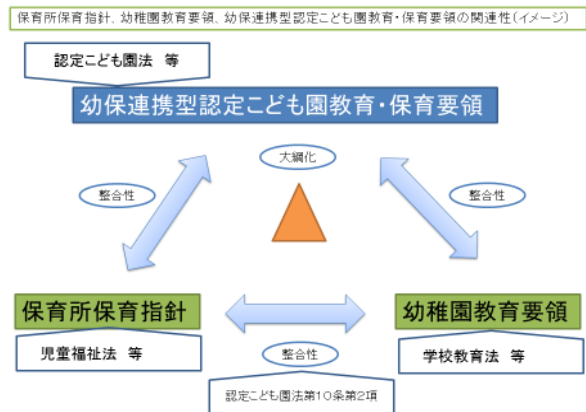 保育所保育指針、幼稚園教育要領、幼保連携型認定こども園教育・保育要領の関連性(イメージ)
認定こども園法 等
幼保連携型認定こども園教育・保育要領
大綱化
整合性
整合性
保育所保育指針
幼稚園教育要領
児童福祉法 等
整合性
学校教育法 等
認定こども園法第10条第2項